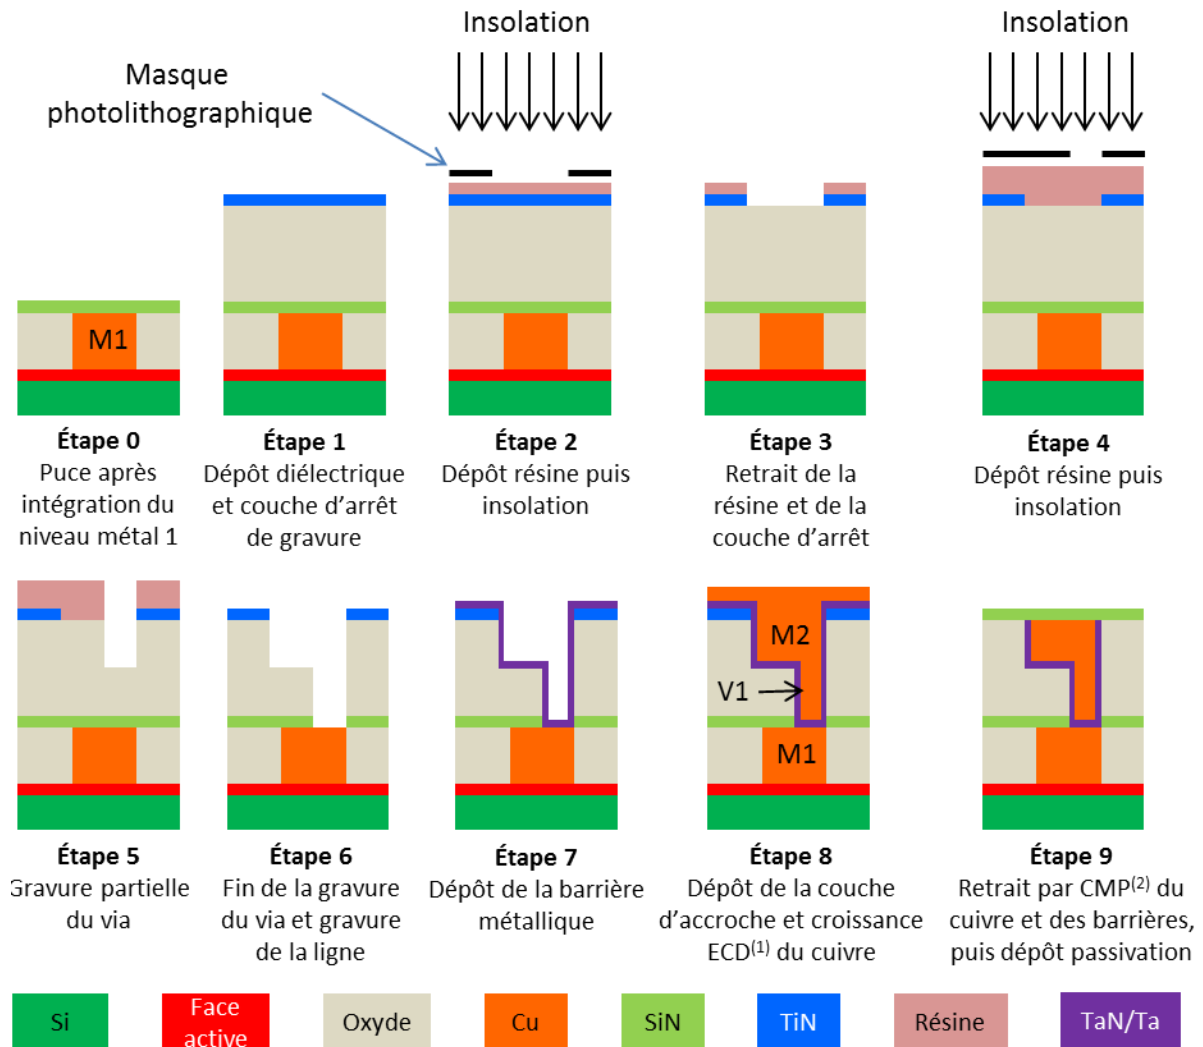 Insolation
Insolation
Masque
photolithographique
M1
Étape 0
Puce après
intégration du
niveau métal 1
Étape 1
Dépôt diélectrique
et couche d’arrêt
de gravure
Étape 2
Dépôt résine puis
insolation
Étape 3
Retrait de la
résine et de la
couche d’arrêt
Étape 4
Dépôt résine puis
insolation
M2
V1
M1
Étape 5
Gravure partielle
du via
Étape 6
Fin de la gravure
du via et gravure
de la ligne
Étape 7
Dépôt de la barrière
métallique
Étape 8
Dépôt de la couche
d’accroche et croissance
ECD(1) du cuivre
Étape 9
Retrait par CMP(2) du
cuivre et des barrières,
puis dépôt passivation
Si
Face
active
Oxyde
Cu
SiN
TiN
Résine
TaN/Ta